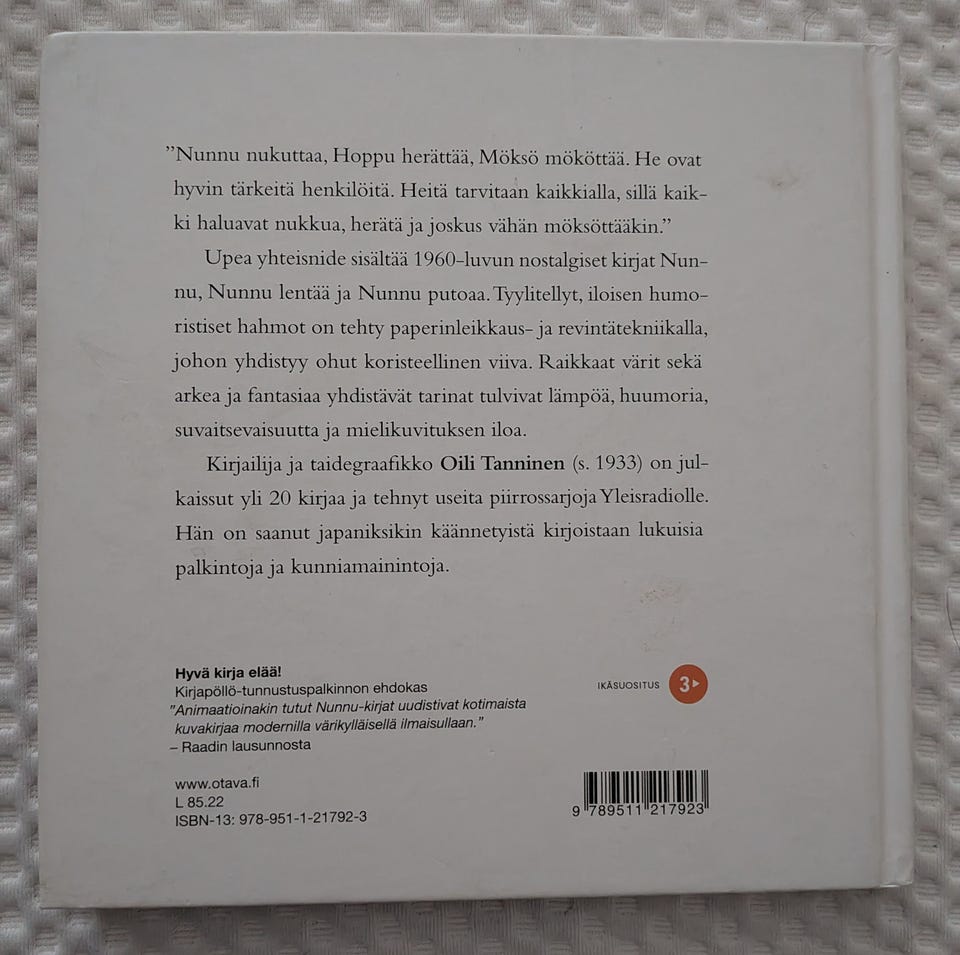 ”Nunnu nukuttaa, Hoppu herättää, Möksö mököttää. He ovat
hyvin tärkeitä henkilöitä. Heitä tarvitaan kaikkialla, sillä kaik-
ki haluavat nukkua, herätä ja joskus vähän möksöttääkin.”
Upea yhteisnide sisältää 1960-luvun nostalgiset kirjat Nun-
nu, Nunnu lentää ja Nunnu putoaa. Tyylitellyt, iloisen humo-
ristiset hahmot on tehty paperinleikkaus- ja revintätekniikalla,
johon yhdistyy ohut koristeellinen viiva. Raikkaat värit sekä
arkea ja fantasiaa yhdistävät tarinat tulvivat lämpöä, huumoria,
suvaitsevaisuutta ja mielikuvituksen iloa.
Kirjailija ja taidegraafikko Oili Tanninen (s. 1933) on jul-
kaissut yli 20 kirjaa ja tehnyt useita piirrossarjoja Yleisradiolle.
Hän on saanut japaniksikin käännetyistä kirjoistaan lukuisia
palkintoja ja kunniamainintoja.
Hyvä kirja elää!
Kirjapöllö-tunnustuspalkinnon ehdokas
”Animaatioinakin tutut Nunnu-kirjat uudistivat kotimaista
kuvakirjaa modernilla värikylläisellä ilmaisullaan.”
– Raadin lausunnosta
IKÄSUOSITUS 3
www.otava.fi
L 85.22
ISBN-13: 978-951-1-21792-3
9 789511 217923